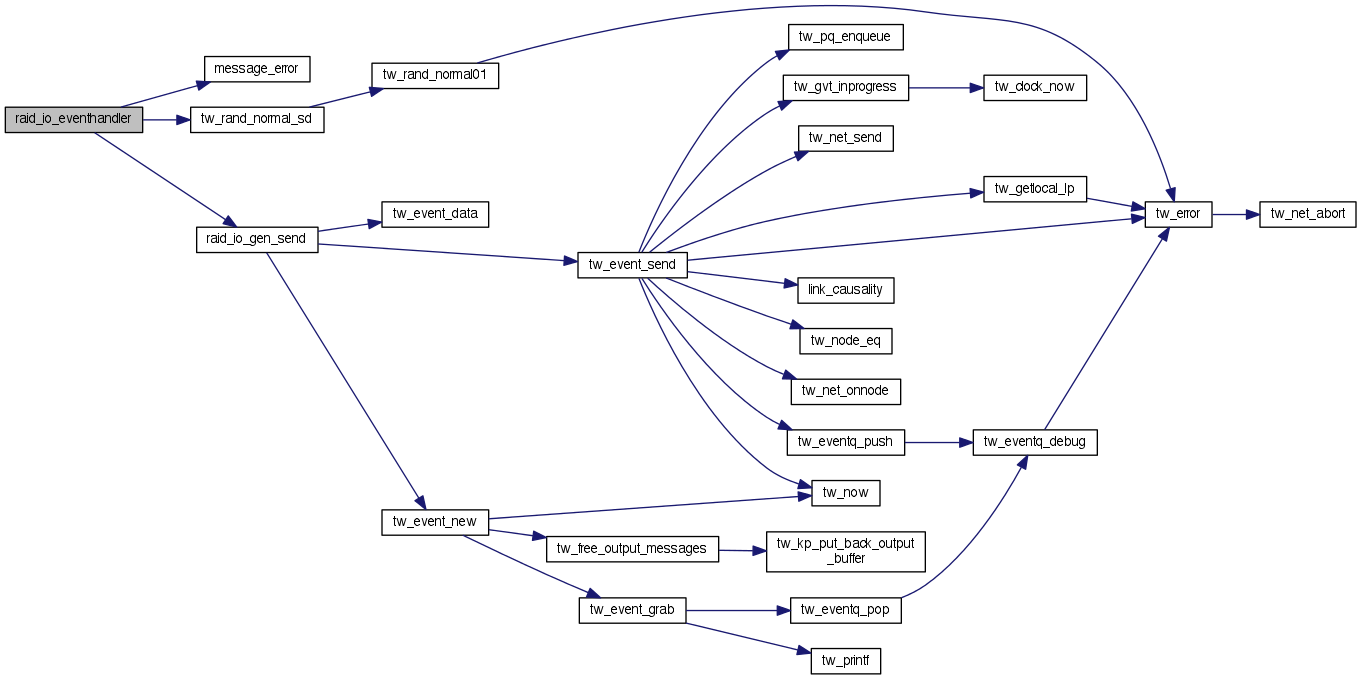 raid_io_eventhandler
message_error
tw_rand_normal_sd
tw_rand_normal01
raid_io_gen_send
tw_event_data
tw_event_send
tw_pq_enqueue
tw_gvt_inprogress
tw_clock_now
tw_net_send
tw_getlocal_lp
tw_error
tw_net_abort
link_causality
tw_node_eq
tw_net_onnode
tw_eventq_push
tw_eventq_debug
tw_now
tw_event_new
tw_free_output_messages
tw_kp_put_back_output
_buffer
tw_event_grab
tw_eventq_pop
tw_printf